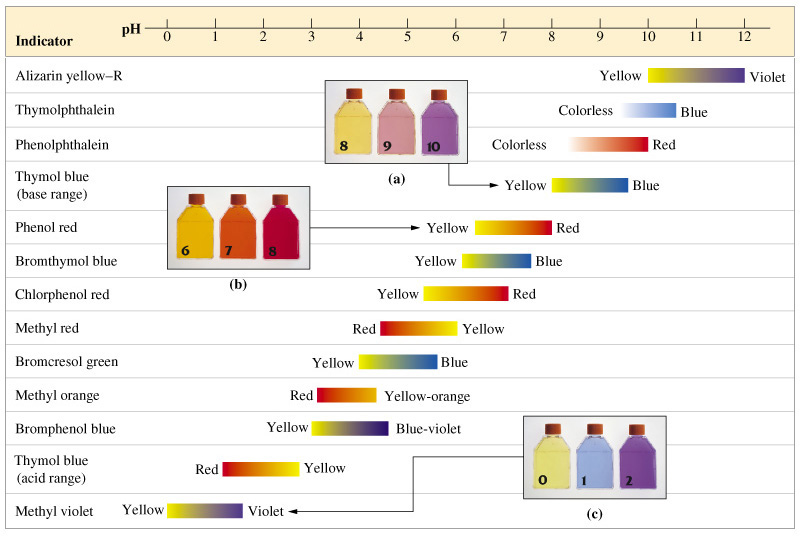 pH
0 1 2 3 4 5 6 7 8 9 10 11 12
Indicator
Alizarin yellow–R
Yellow Violet
Thymolphthalein
Colorless Blue
Phenolphthalein
Colorless Red
8 9 10
(a)
Thymol blue
(base range)
Yellow Blue
Phenol red
Yellow Red
6 7 8
(b)
Bromthymol blue
Yellow Blue
Chlorphenol red
Yellow Red
Methyl red
Red Yellow
Bromcresol green
Yellow Blue
Methyl orange
Red Yellow-orange
Bromphenol blue
Yellow Blue-violet
Thymol blue
(acid range)
Red Yellow
0 1 2
(c)
Methyl violet
Yellow Violet